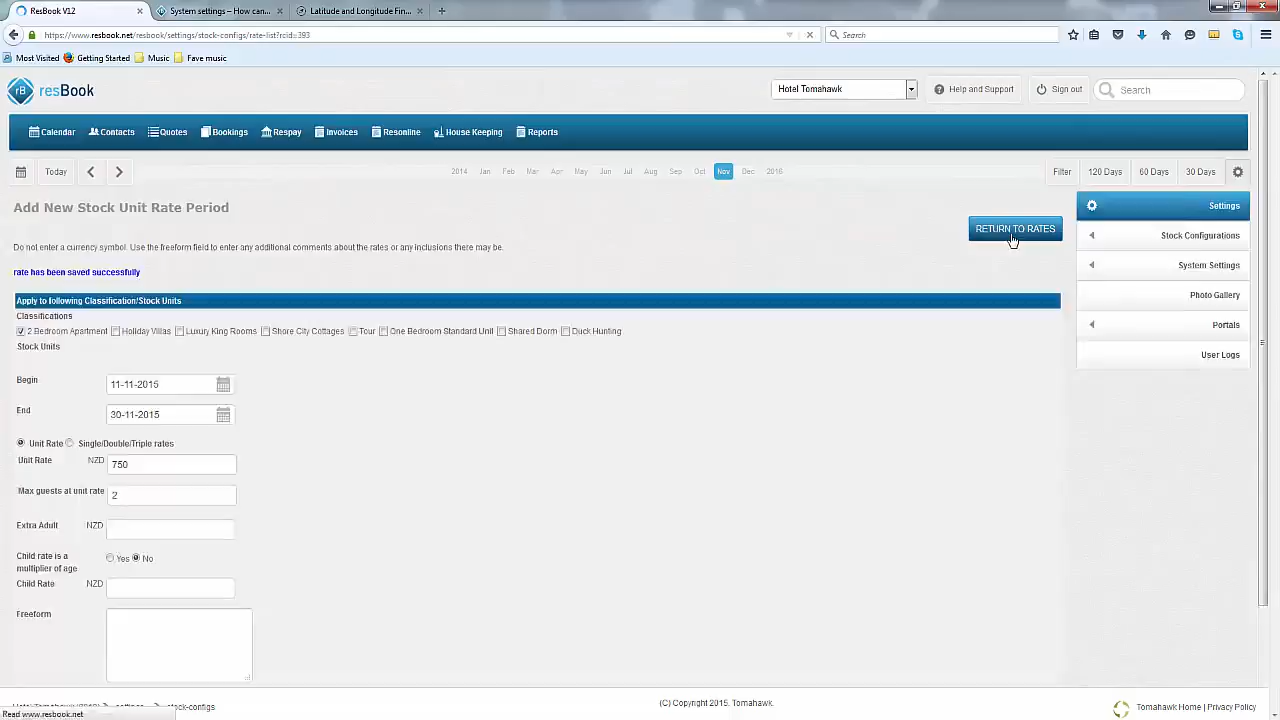 ResBook V12
System settings – How can...
Latitude and Longitude Fin...
https://www.resbook.net/resbook/settings/stock-configs/rate-list?rcid=393
Search
Most Visited Getting Started Music Fave music
rB resBook
Hotel Tomahawk
Help and Support
Sign out
Search
Calendar Contacts Quotes Bookings Respay Invoices Resonline House Keeping Reports
Today
2014 Jan Feb Mar Apr May Jun Jul Aug Sep Oct Nov Dec 2016
Filter 120 Days 60 Days 30 Days
Add New Stock Unit Rate Period
RETURN TO RATES
Settings
Stock Configurations
System Settings
Photo Gallery
Portals
User Logs
Do not enter a currency symbol. Use the freeform field to enter any additional comments about the rates or any inclusions there may be.
rate has been saved successfully
Apply to following Classification/Stock Units
Classifications
2 Bedroom Apartment Holiday Villas Luxury King Rooms Shore City Cottages Tour One Bedroom Standard Unit Shared Dorm Duck Hunting
Stock Units
Begin 11-11-2015
End 30-11-2015
Unit Rate Single/Double/Triple rates
Unit Rate NZD 750
Max guests at unit rate 2
Extra Adult NZD
Child rate is a
multiplier of age
Yes No
Child Rate NZD
Freeform
settings stock-configs
(C) Copyright 2015. Tomahawk.
Tomahawk Home | Privacy Policy
Read www.resbook.net